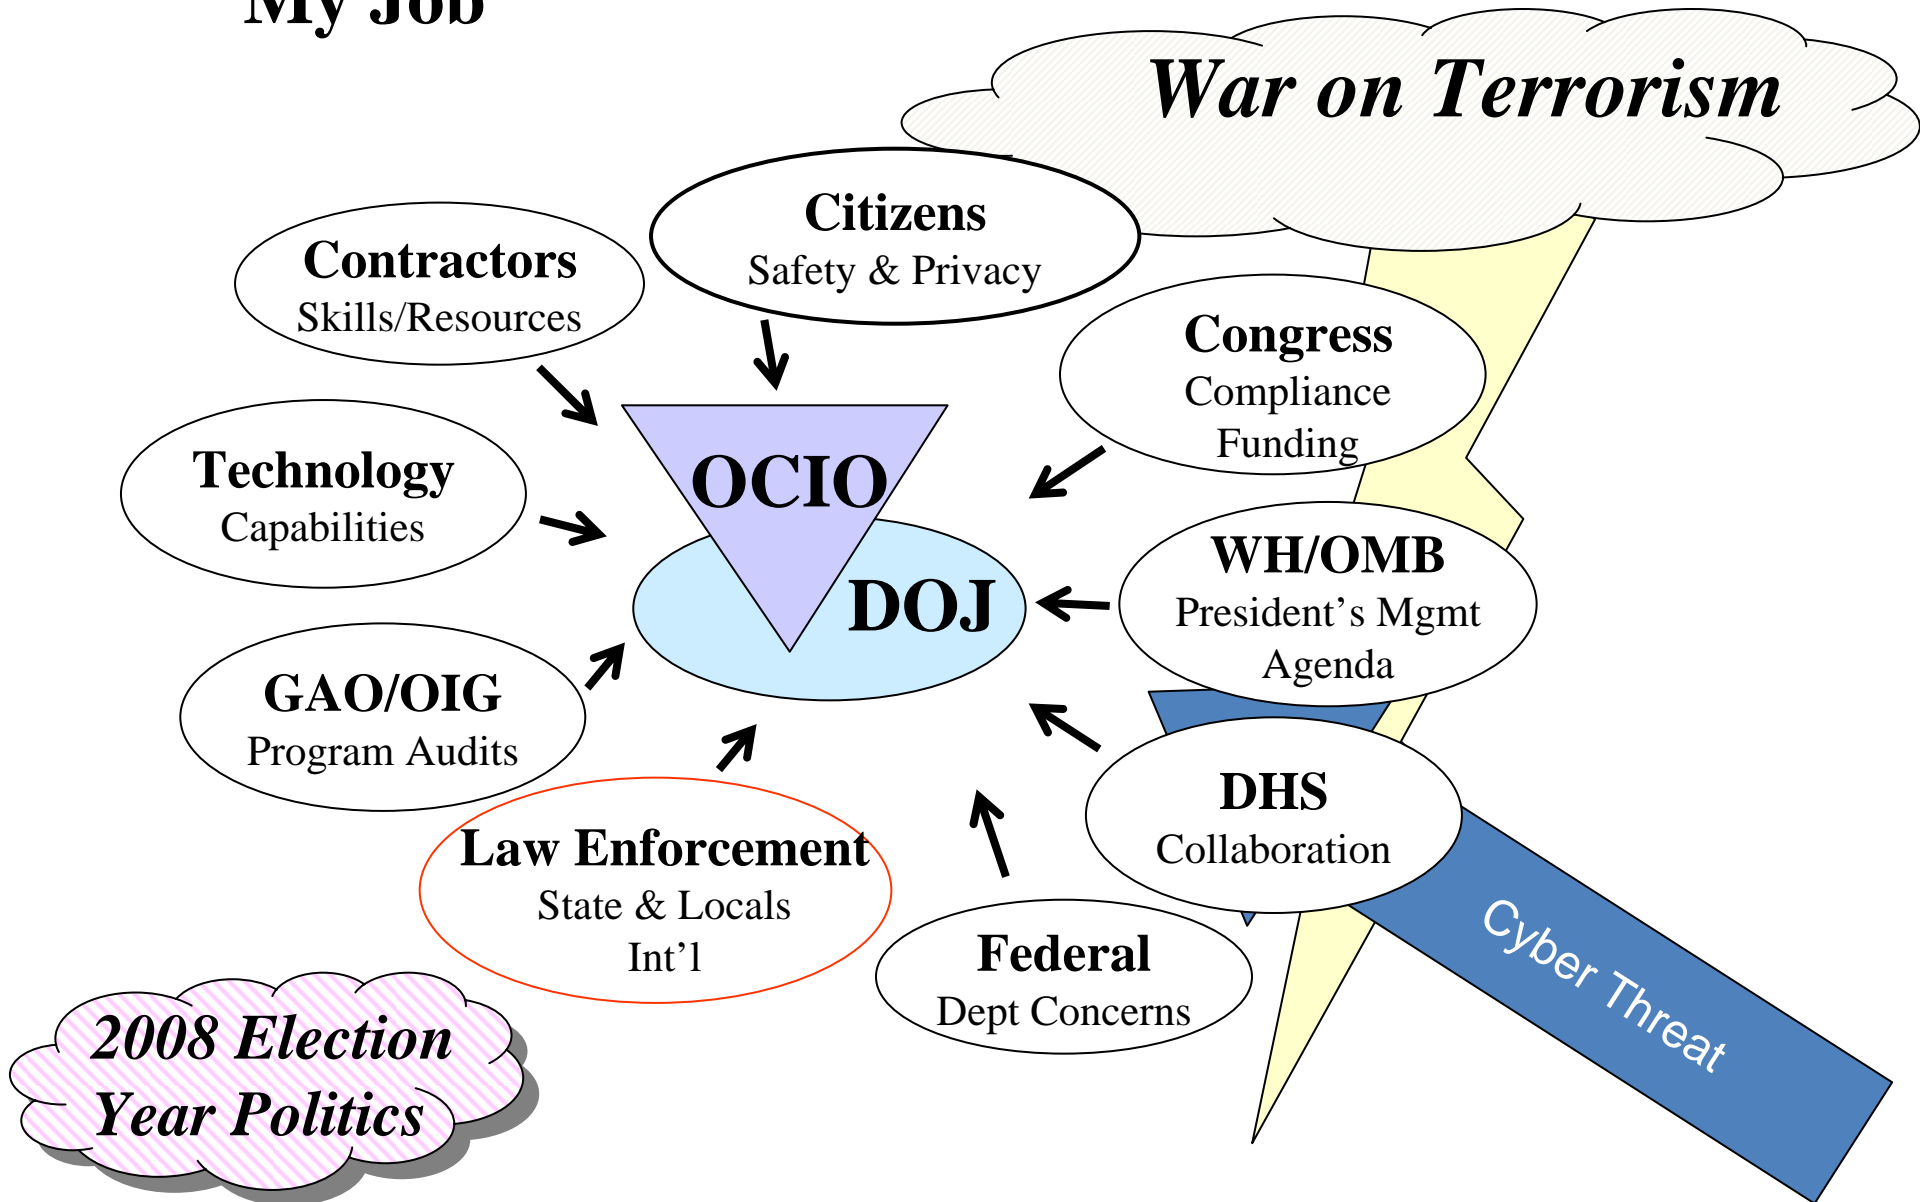 My Job
War on Terrorism
Citizens
Safety & Privacy
Contractors
Skills/Resources
Congress
Compliance
Funding
Technology
Capabilities
OCIO
DOJ
WH/OMB
President’s Mgmt
Agenda
GAO/OIG
Program Audits
DHS
Collaboration
Law Enforcement
State & Locals
Int’l
Federal
Dept Concerns
Cyber Threat
2008 Election
Year Politics